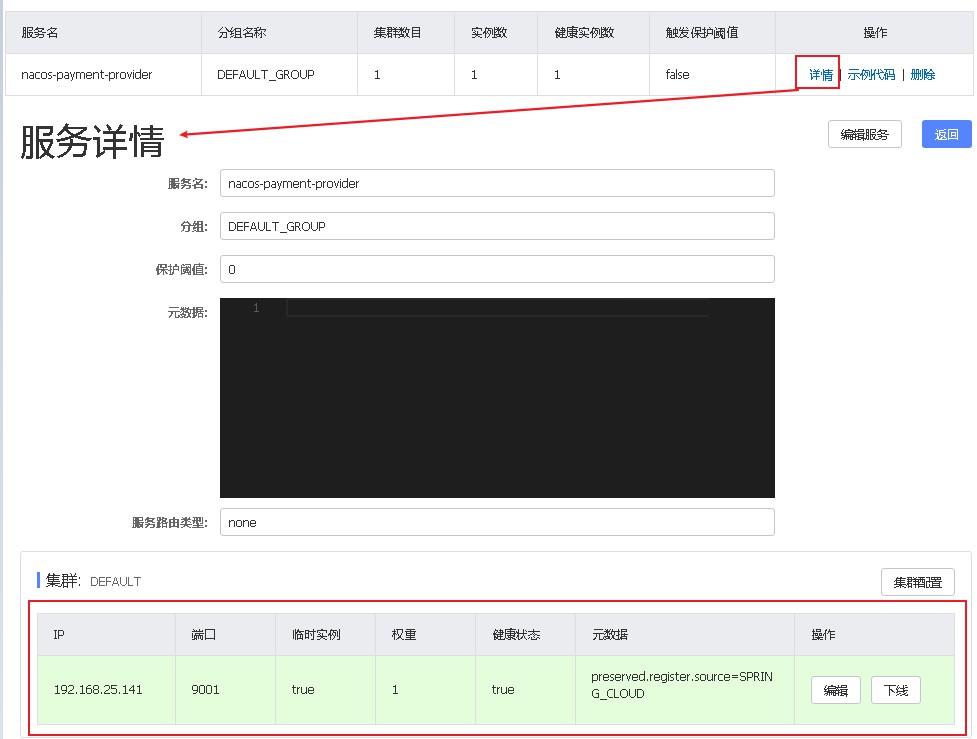 服务名 分组名称 集群数目 实例数 健康实例数 触发保护阈值 操作
nacos-payment-provider DEFAULT_GROUP 1 1 1 false 详情 | 示例代码 | 删除
服务详情 编辑服务 返回
服务名: nacos-payment-provider
分组: DEFAULT_GROUP
保护阈值: 0
元数据: 1
服务路由类型: none
集群: DEFAULT 集群配置
IP 端口 临时实例 权重 健康状态 元数据 操作
192.168.25.141 9001 true 1 true preserved.register.source=SPRIN
G_CLOUD 编辑 下线